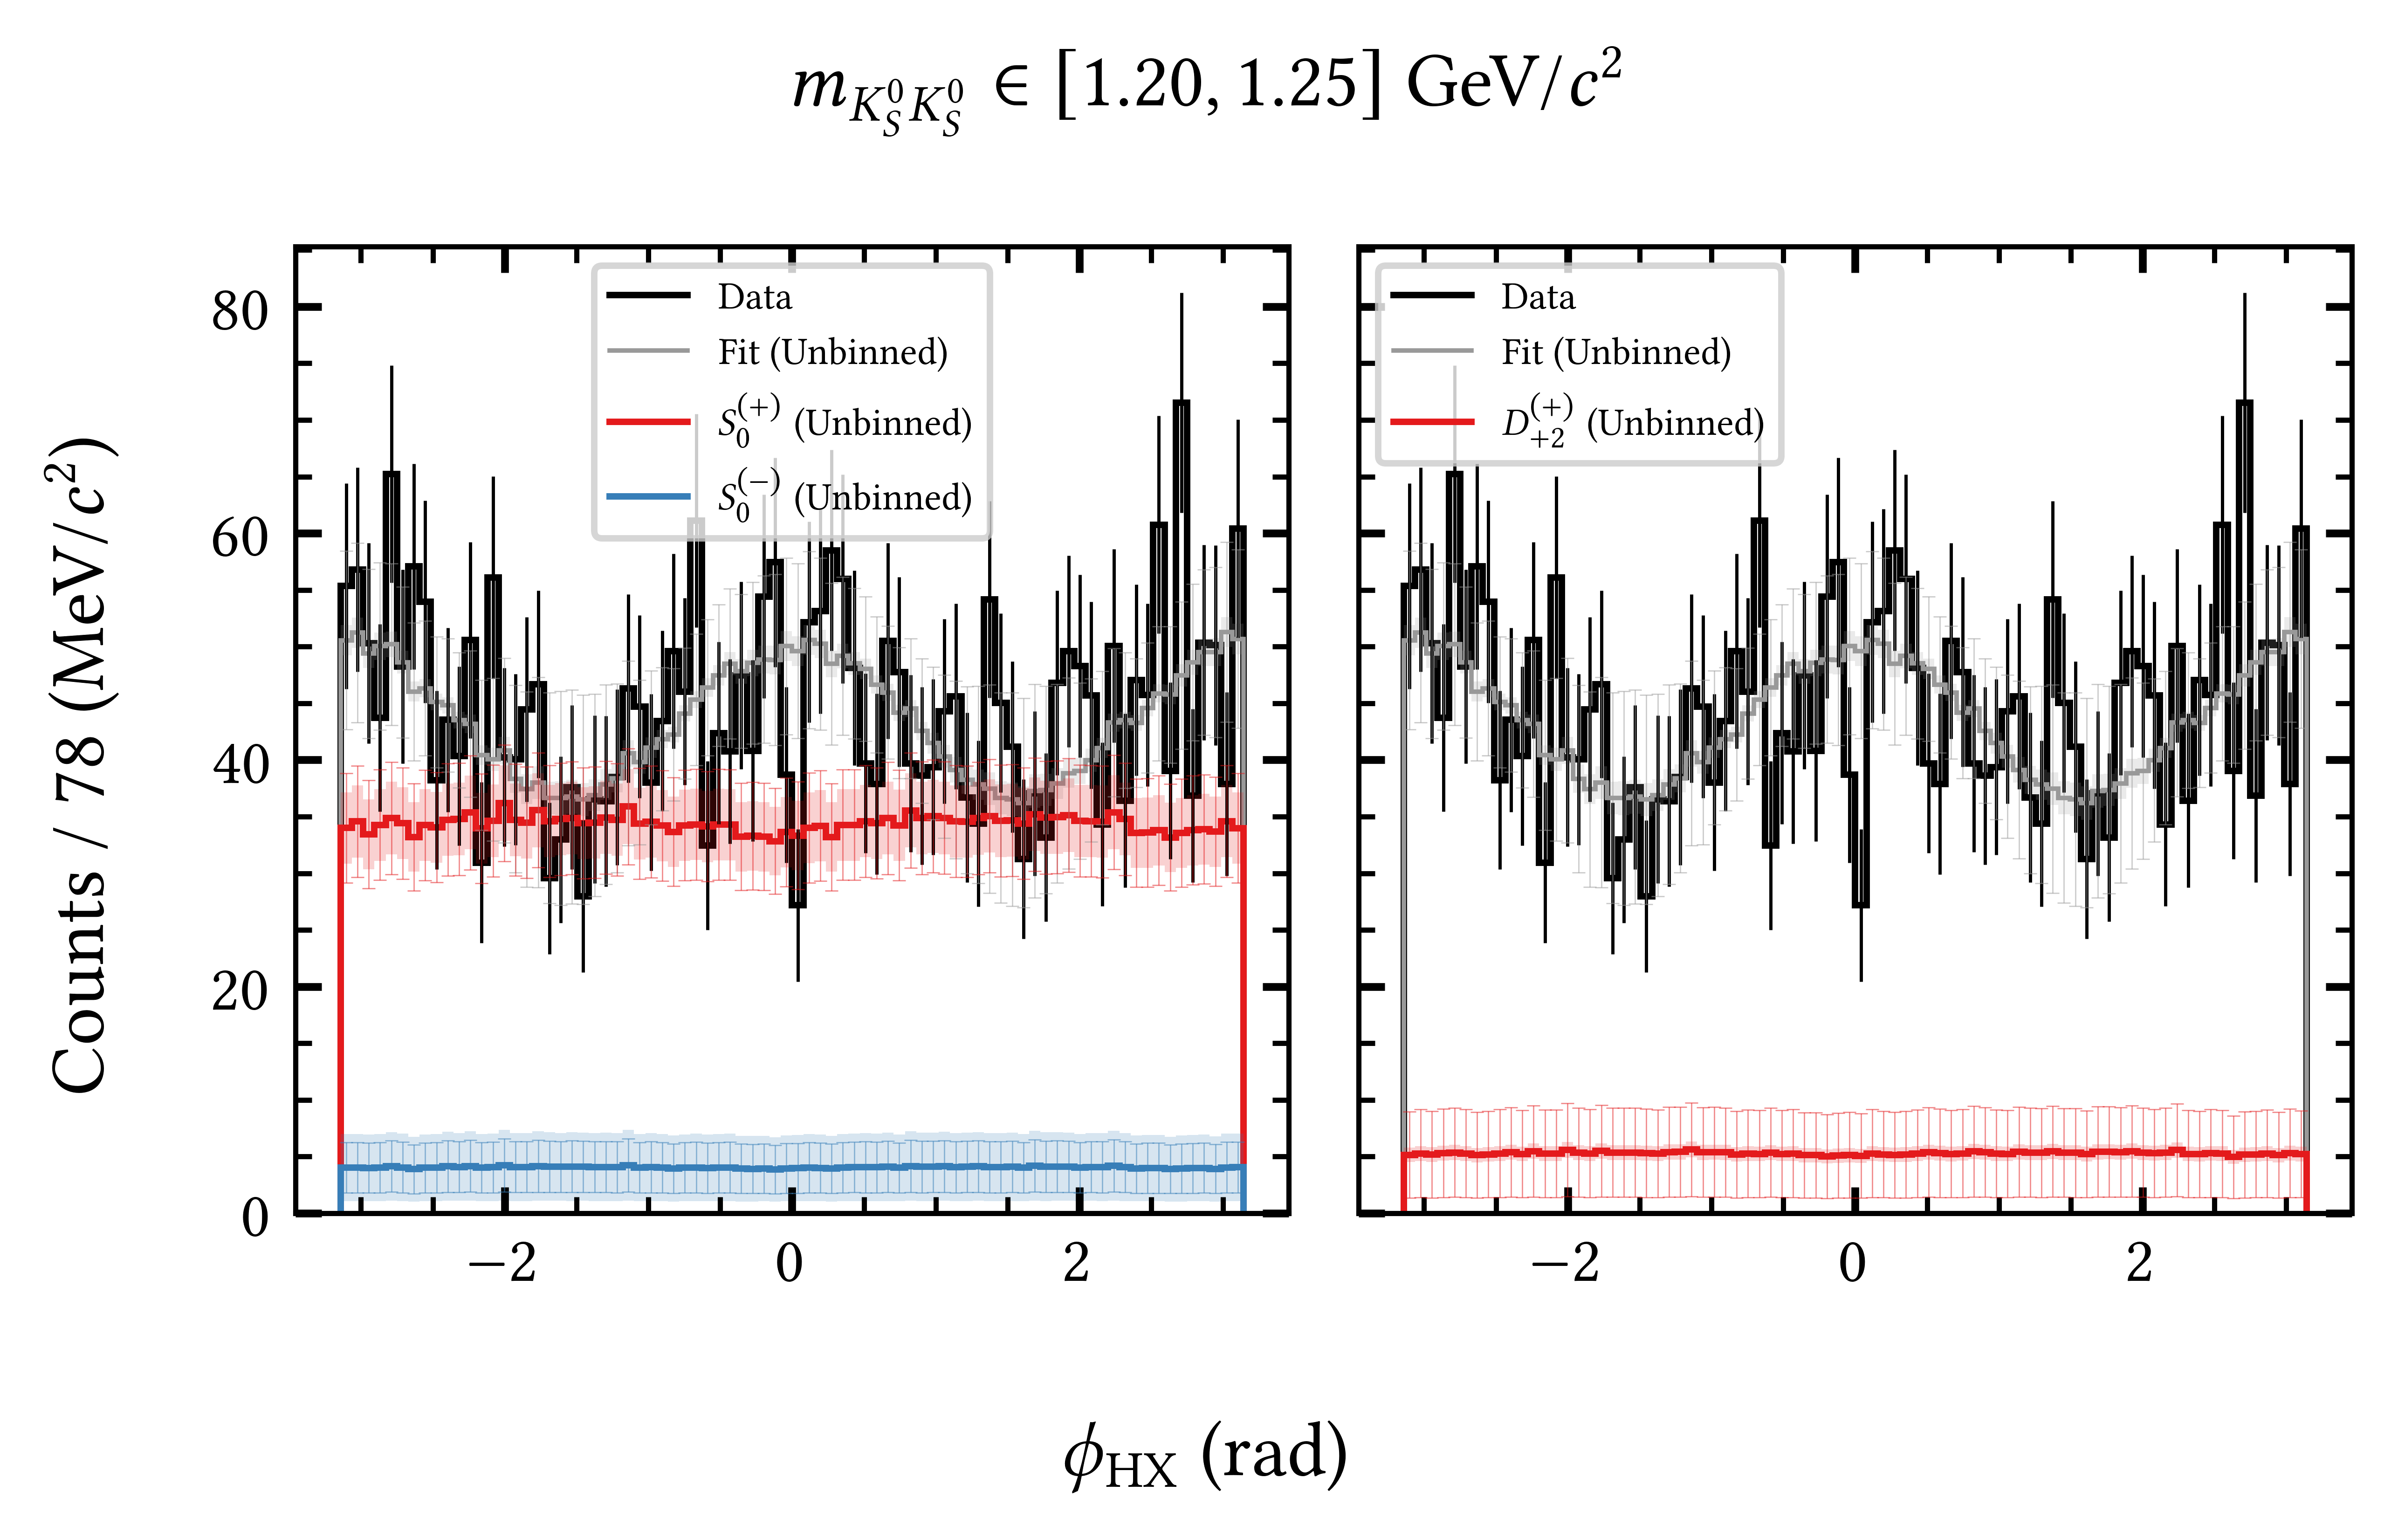 m_{K_S^0 K_S^0} ∈ [1.20, 1.25] GeV/c²
Data
Fit (Unbinned)
S_0^{(+)} (Unbinned)
S_0^{(−)} (Unbinned)
Data
Fit (Unbinned)
D_{+2}^{(+)} (Unbinned)
Counts / 78 (MeV/c²)
80
60
40
20
0
−2 0 2
−2 0 2
ϕ_HX (rad)